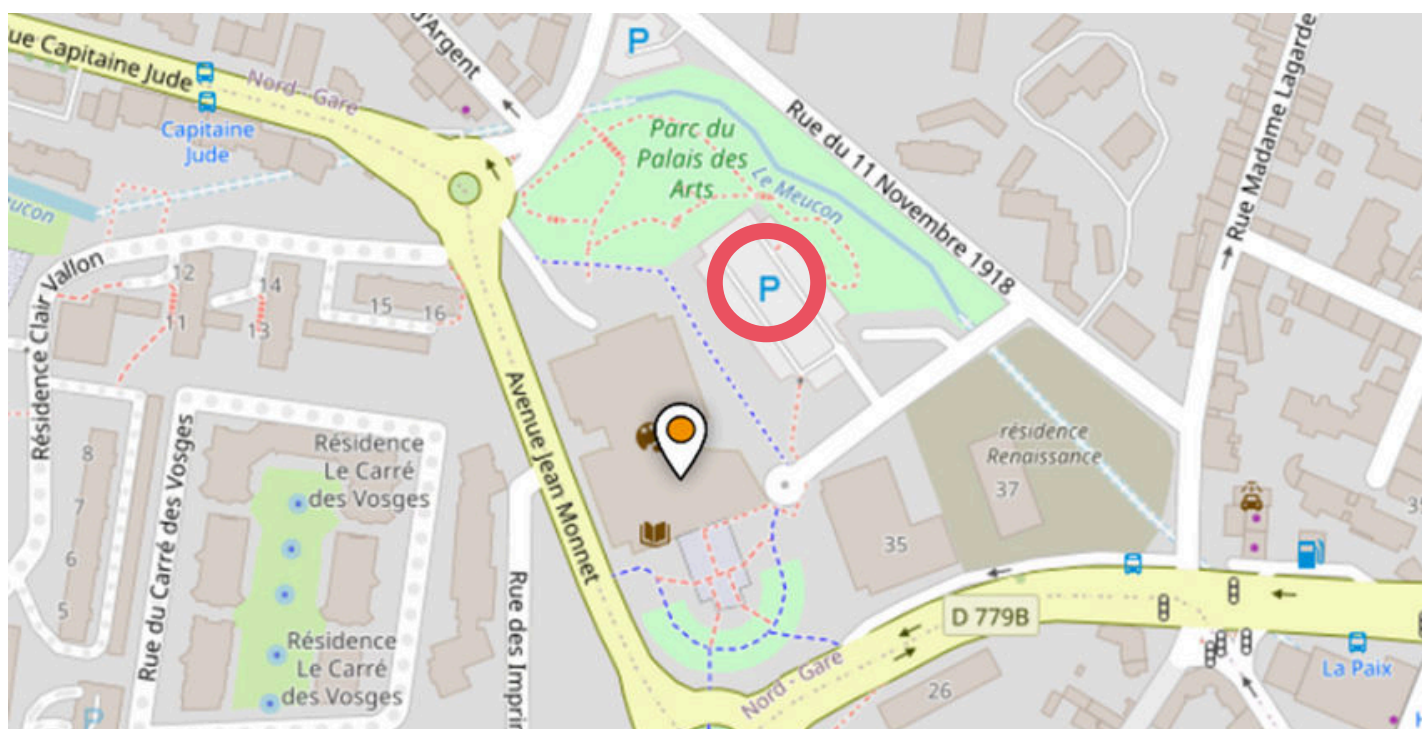 ue Capitaine Jude
Nord - Gare
d'Argent
P
Capitaine
Jude
Parc du
Palais des
Arts
Le Meucon
Rue du 11 Novembre 1918
Rue Madame Lagarde
ucon
Résidence Clair Vallon
12
14
11
13
15
16
P
Avenue Jean Monnet
Rue du Carré des Vosges
8
7
6
5
Résidence
Le Carré
des Vosges
résidence
Renaissance
37
35
Rue des Imprir
Résidence
Le Carré
des Vosges
D 779B
Nord - Gare
26
La Paix
P
3
H